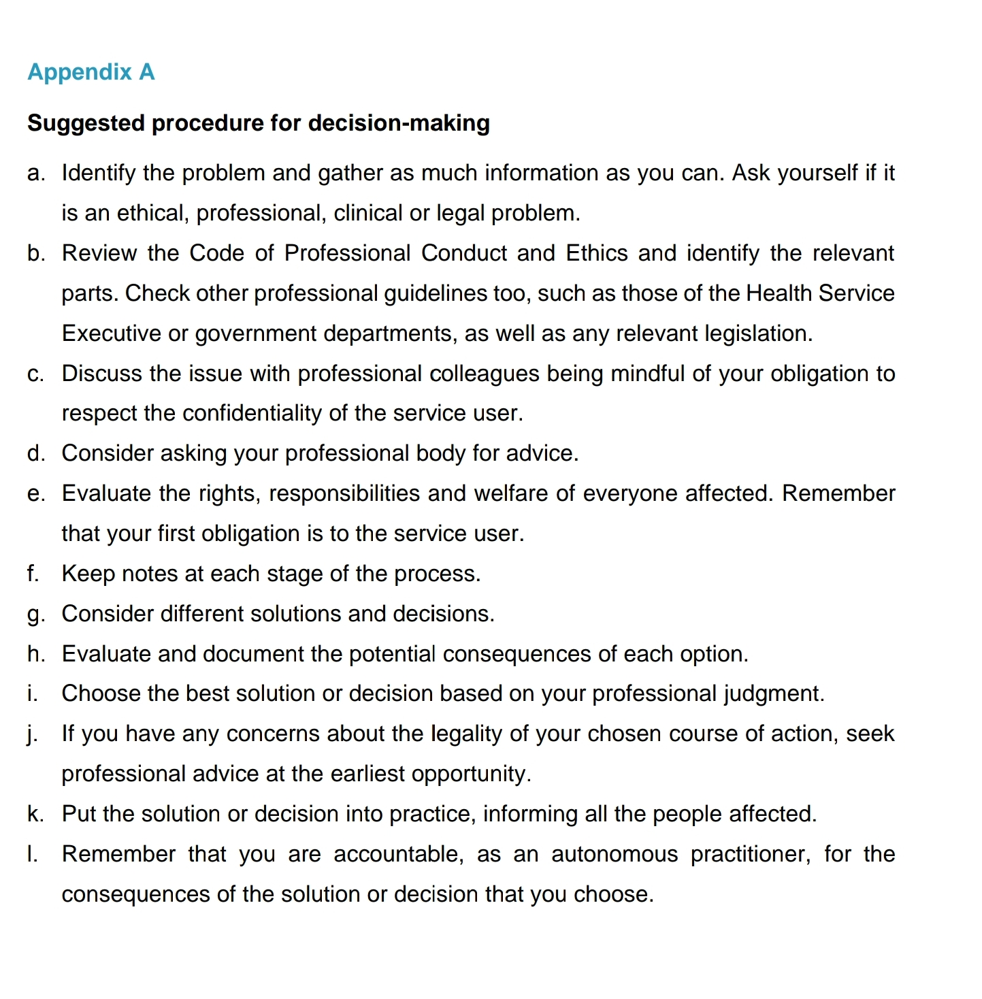 Appendix A
Suggested procedure for decision-making
a. Identify the problem and gather as much information as you can. Ask yourself if it
is an ethical, professional, clinical or legal problem.
b. Review the Code of Professional Conduct and Ethics and identify the relevant
parts. Check other professional guidelines too, such as those of the Health Service
Executive or government departments, as well as any relevant legislation.
c. Discuss the issue with professional colleagues being mindful of your obligation to
respect the confidentiality of the service user.
d. Consider asking your professional body for advice.
e. Evaluate the rights, responsibilities and welfare of everyone affected. Remember
that your first obligation is to the service user.
f. Keep notes at each stage of the process.
g. Consider different solutions and decisions.
h. Evaluate and document the potential consequences of each option.
i. Choose the best solution or decision based on your professional judgment.
j. If you have any concerns about the legality of your chosen course of action, seek
professional advice at the earliest opportunity.
k. Put the solution or decision into practice, informing all the people affected.
l. Remember that you are accountable, as an autonomous practitioner, for the
consequences of the solution or decision that you choose.